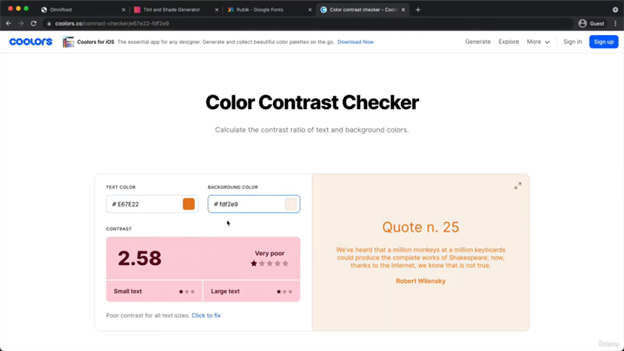 Omnifood
Tint and Shade Generator
Rubik - Google Fonts
Color contrast checker – Cool
coolors.co/contrast-checker/e67e22-fdf2e9
Guest
coolors
Coolors for iOS The essential app for any designer. Generate and collect beautiful color palettes on the go. Download Now
Generate Explore More Sign in Sign up
Color Contrast Checker
Calculate the contrast ratio of text and background colors.
TEXT COLOR
BACKGROUND COLOR
# E67E22
# fdf2e9
CONTRAST
2.58
Very poor
Small text
Large text
Poor contrast for all text sizes. Click to fix
Quote n. 25
We've heard that a million monkeys at a million keyboards
could produce the complete works of Shakespeare; now,
thanks to the Internet, we know that is not true.
Robert Wilensky
Udemy